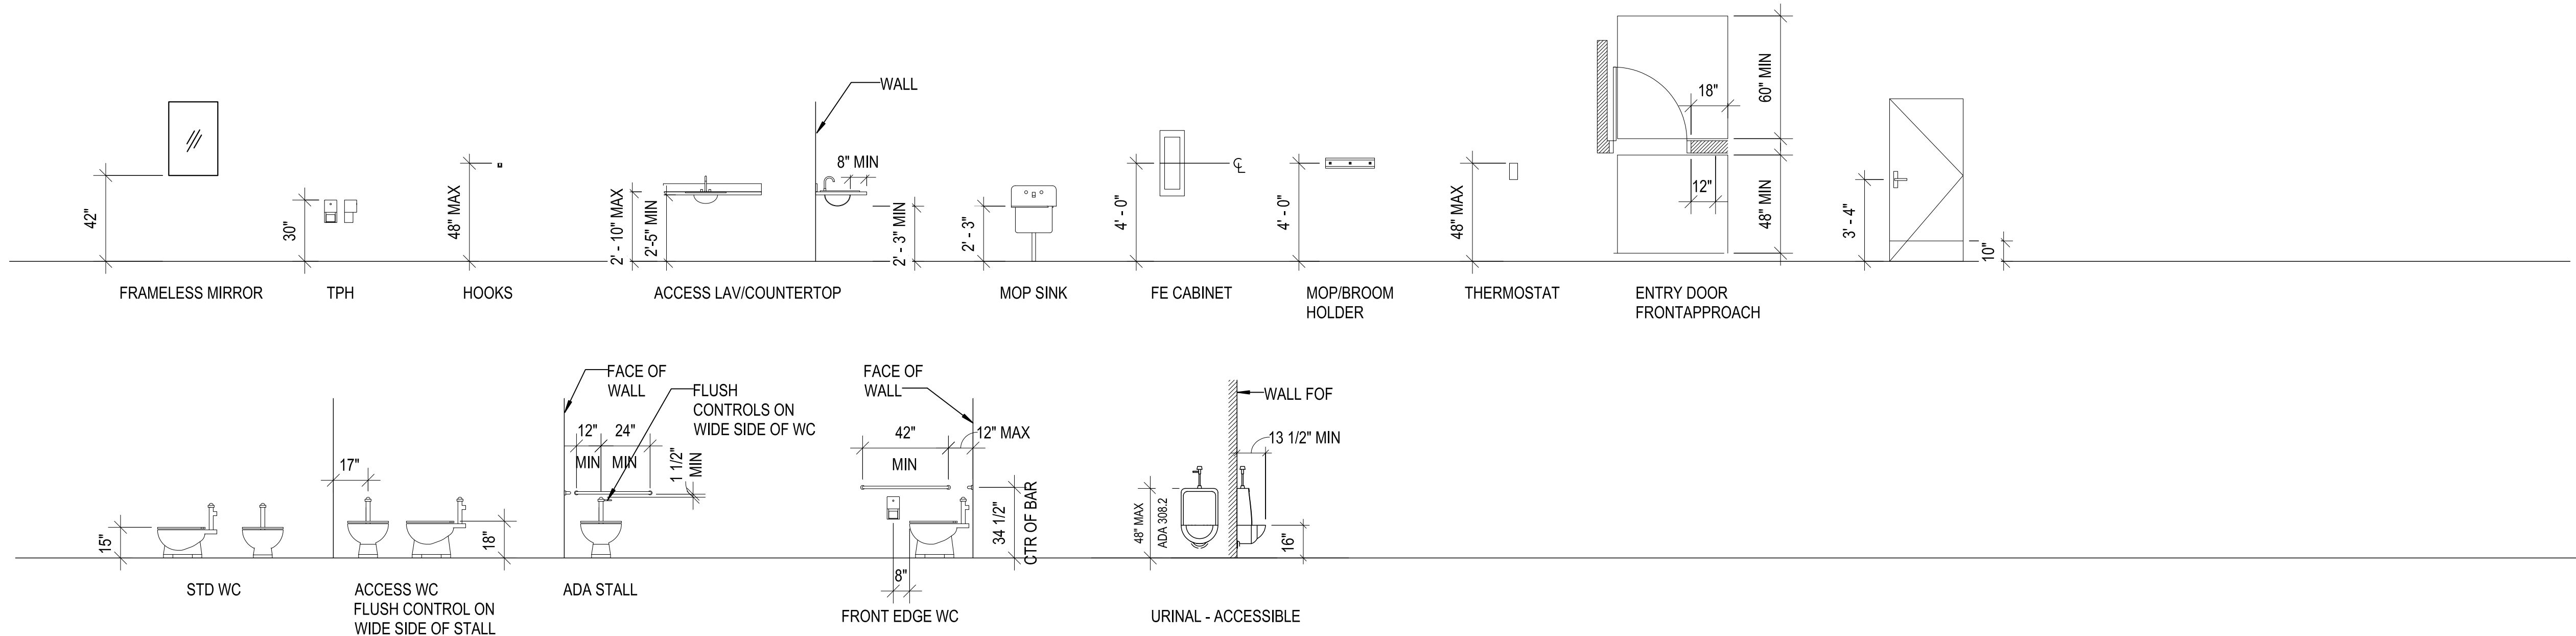 WALL
60" MIN
18"
8" MIN
42"
30"
48" MAX
2' - 10" MAX
2'-5" MIN
2' - 3" MIN
2' - 3"
4' - 0"
CL
4' - 0"
48" MAX
12"
48" MIN
3' - 4"
10"
FRAMELESS MIRROR
TPH
HOOKS
ACCESS LAV/COUNTERTOP
MOP SINK
FE CABINET
MOP/BROOM
HOLDER
THERMOSTAT
ENTRY DOOR
FRONTAPPROACH
FACE OF
WALL
FLUSH
CONTROLS ON
WIDE SIDE OF WC
FACE OF
WALL
WALL FOF
12"
MIN
24"
MIN
1 1/2"
MIN
42"
MIN
12" MAX
13 1/2" MIN
17"
15"
18"
34 1/2"
CTR OF BAR
8"
48" MAX
ADA 308.2
16"
STD WC
ACCESS WC
FLUSH CONTROL ON
WIDE SIDE OF STALL
ADA STALL
FRONT EDGE WC
URINAL - ACCESSIBLE